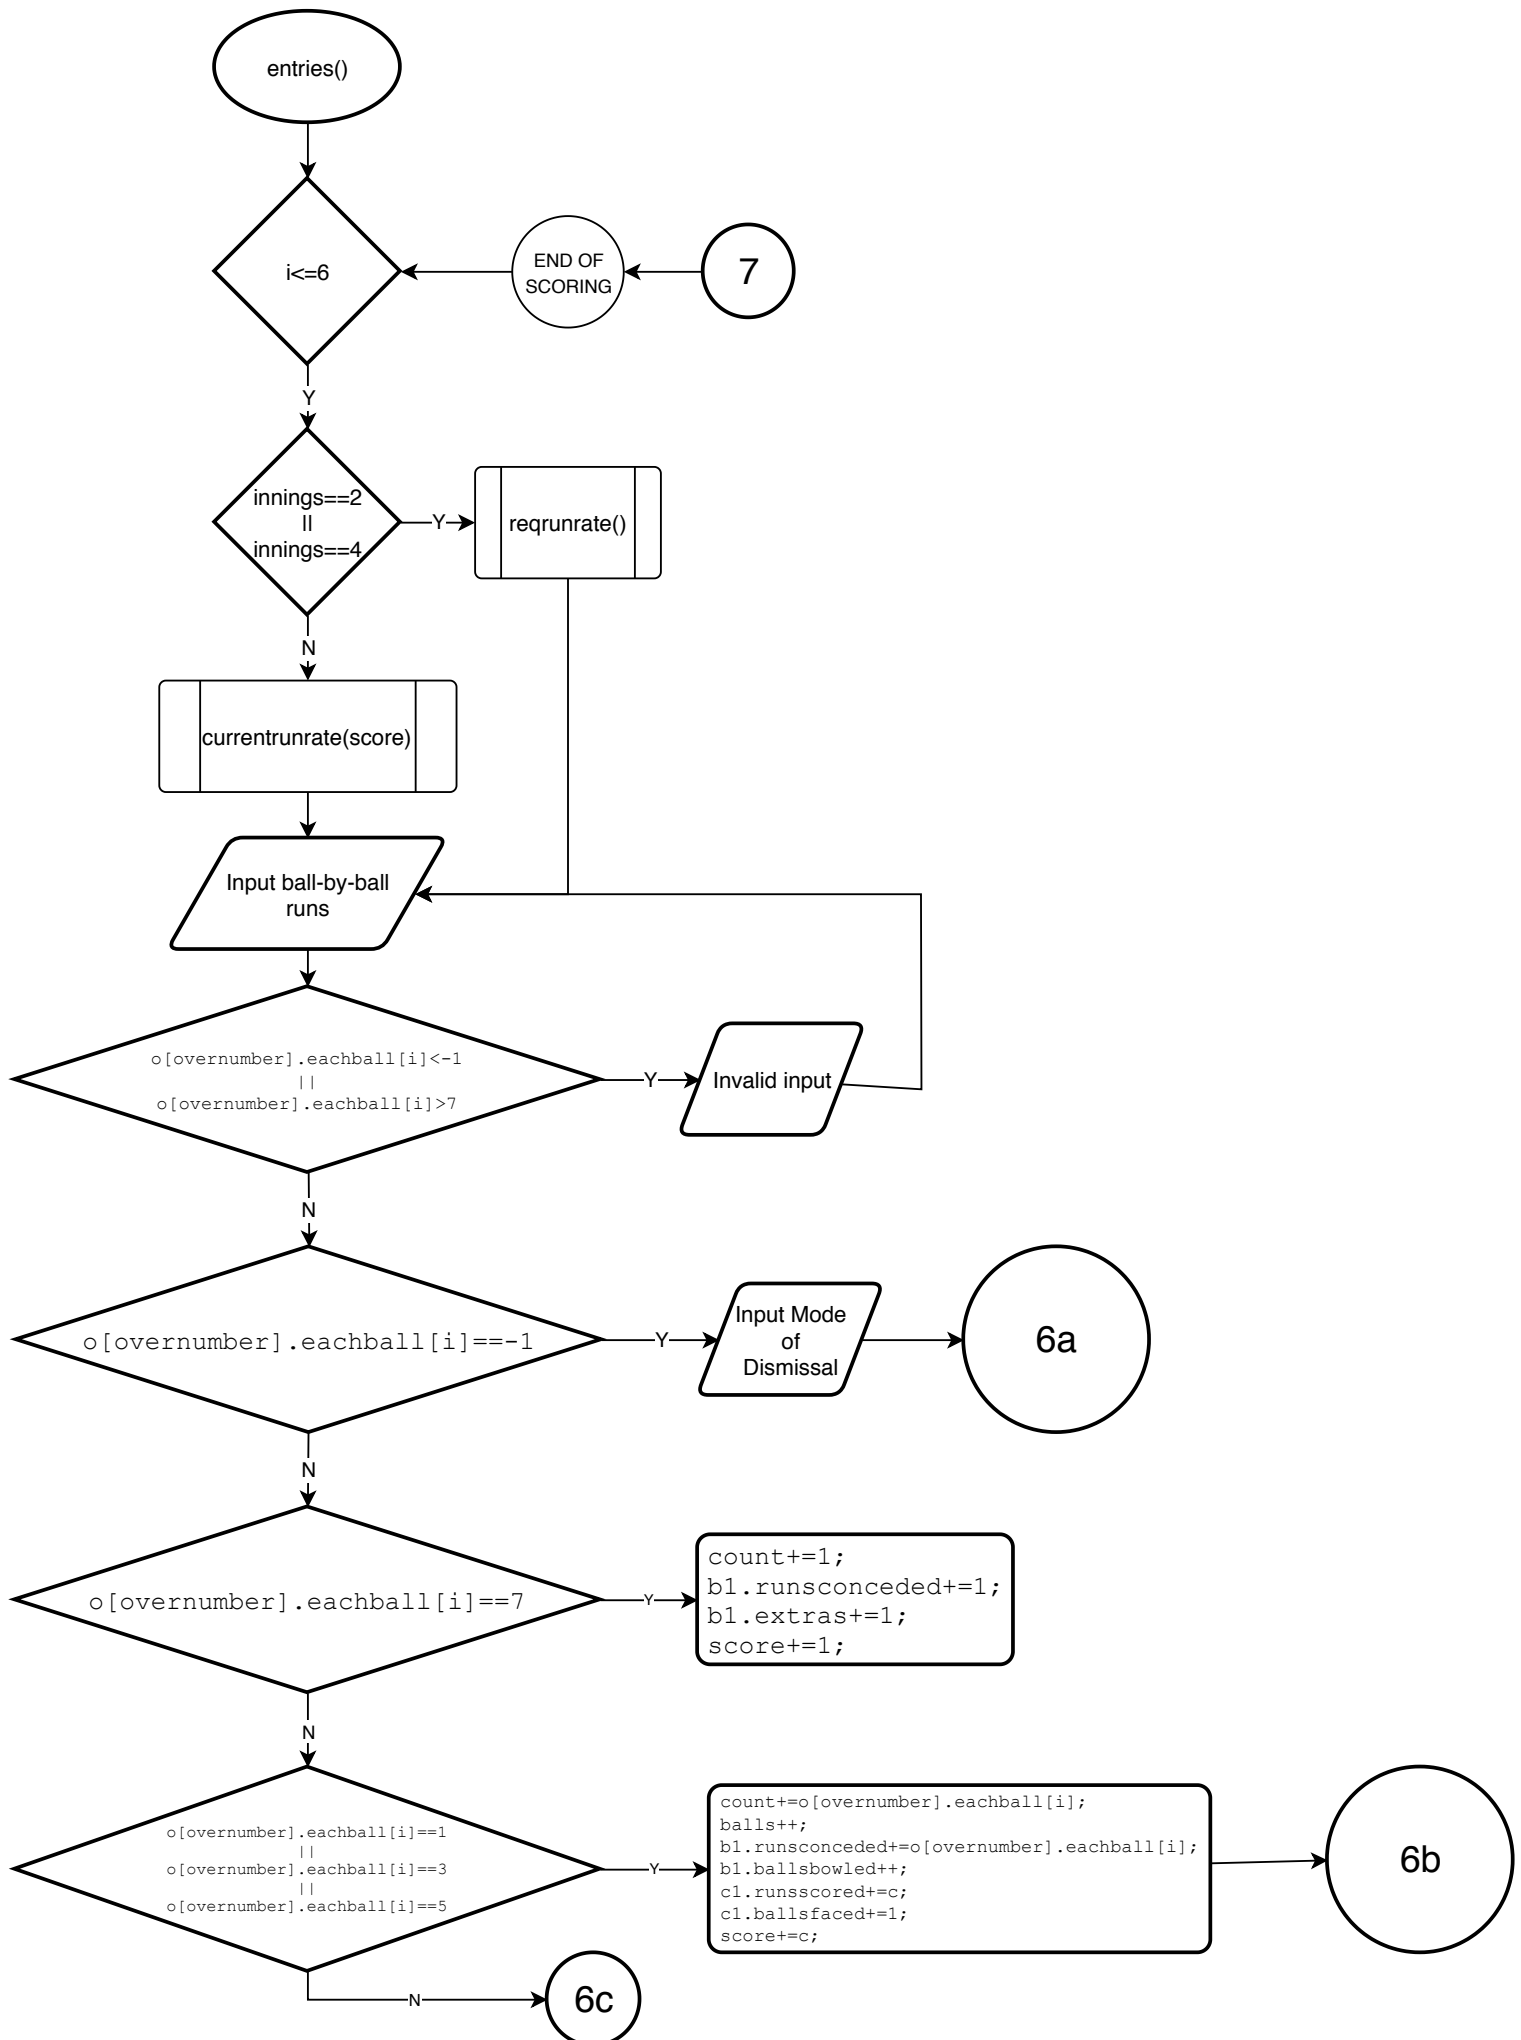 entries()
i<=6
END OF
SCORING
7
Y
innings==2
||
innings==4
Y
reqrunrate()
N
currentrunrate(score)
Input ball-by-ball
runs
o[overnumber].eachball[i]<-1
||
o[overnumber].eachball[i]>7
Y
Invalid input
N
o[overnumber].eachball[i]==-1
Y
Input Mode
of
Dismissal
6a
N
o[overnumber].eachball[i]==7
Y
count+=1;
b1.runsconceded+=1;
b1.extras+=1;
score+=1;
N
o[overnumber].eachball[i]==1
||
o[overnumber].eachball[i]==3
||
o[overnumber].eachball[i]==5
Y
count+=o[overnumber].eachball[i];
balls++;
b1.runsconceded+=o[overnumber].eachball[i];
b1.ballsbowled++;
c1.runsscored+=c;
c1.ballsfaced+=1;
score+=c;
6b
N
6c